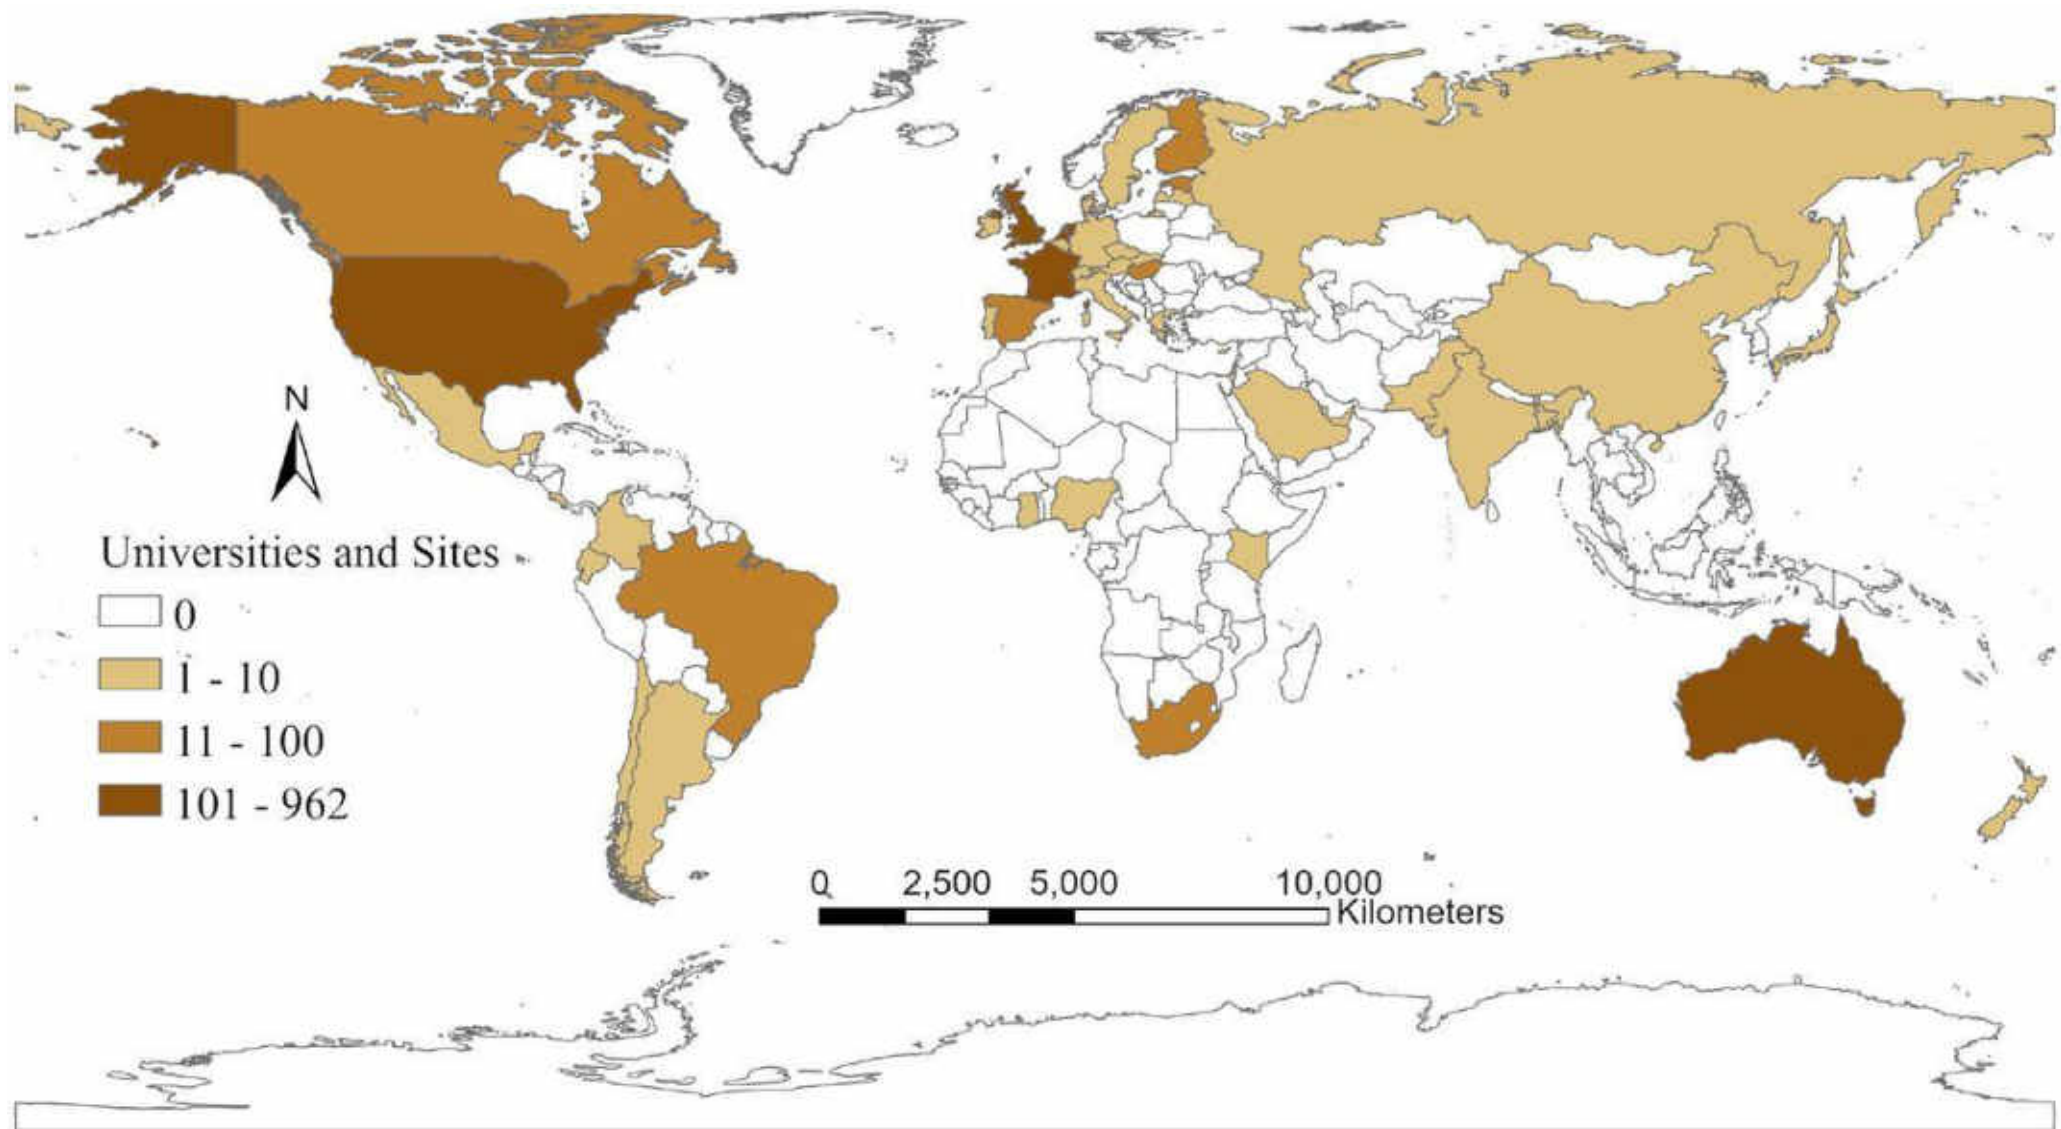 N
Universities and Sites
0
1 - 10
11 - 100
101 - 962
0 2,500 5,000 10,000
Kilometers